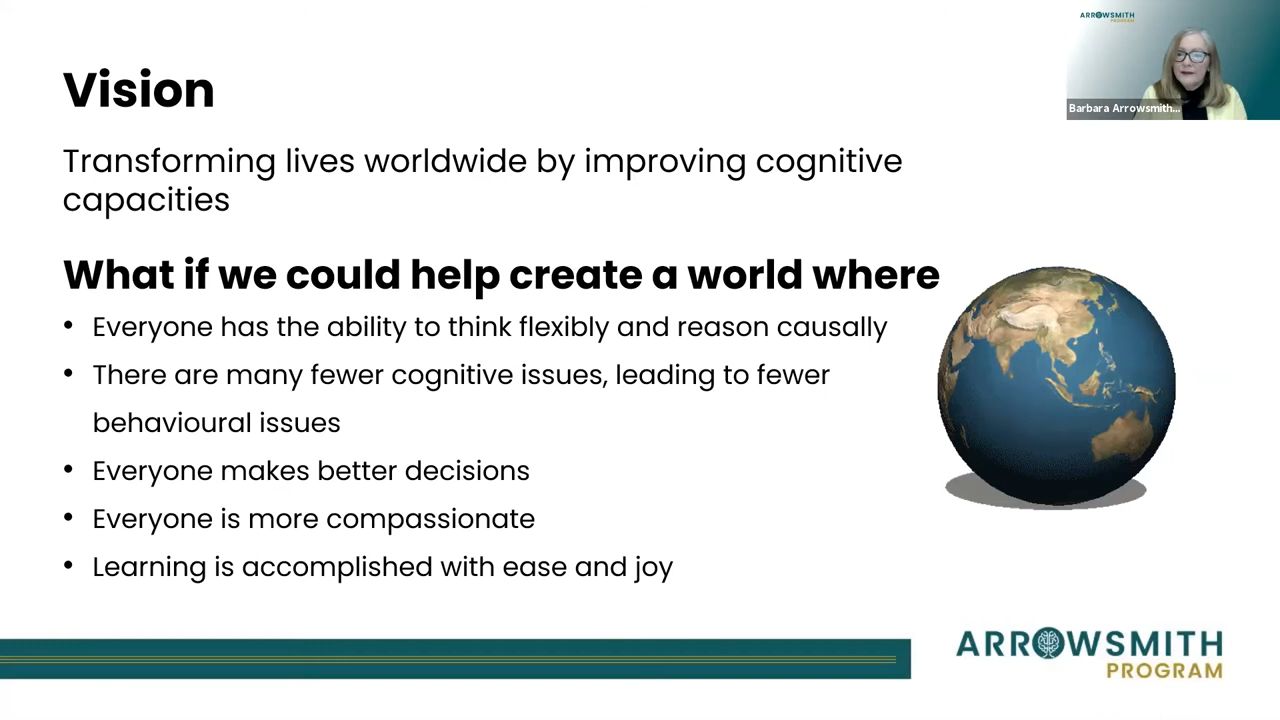 ARROWSMITH
PROGRAM
Barbara Arrowsmith...
Vision
Transforming lives worldwide by improving cognitive
capacities
What if we could help create a world where
• Everyone has the ability to think flexibly and reason causally
• There are many fewer cognitive issues, leading to fewer
behavioural issues
• Everyone makes better decisions
• Everyone is more compassionate
• Learning is accomplished with ease and joy
ARROWSMITH
PROGRAM